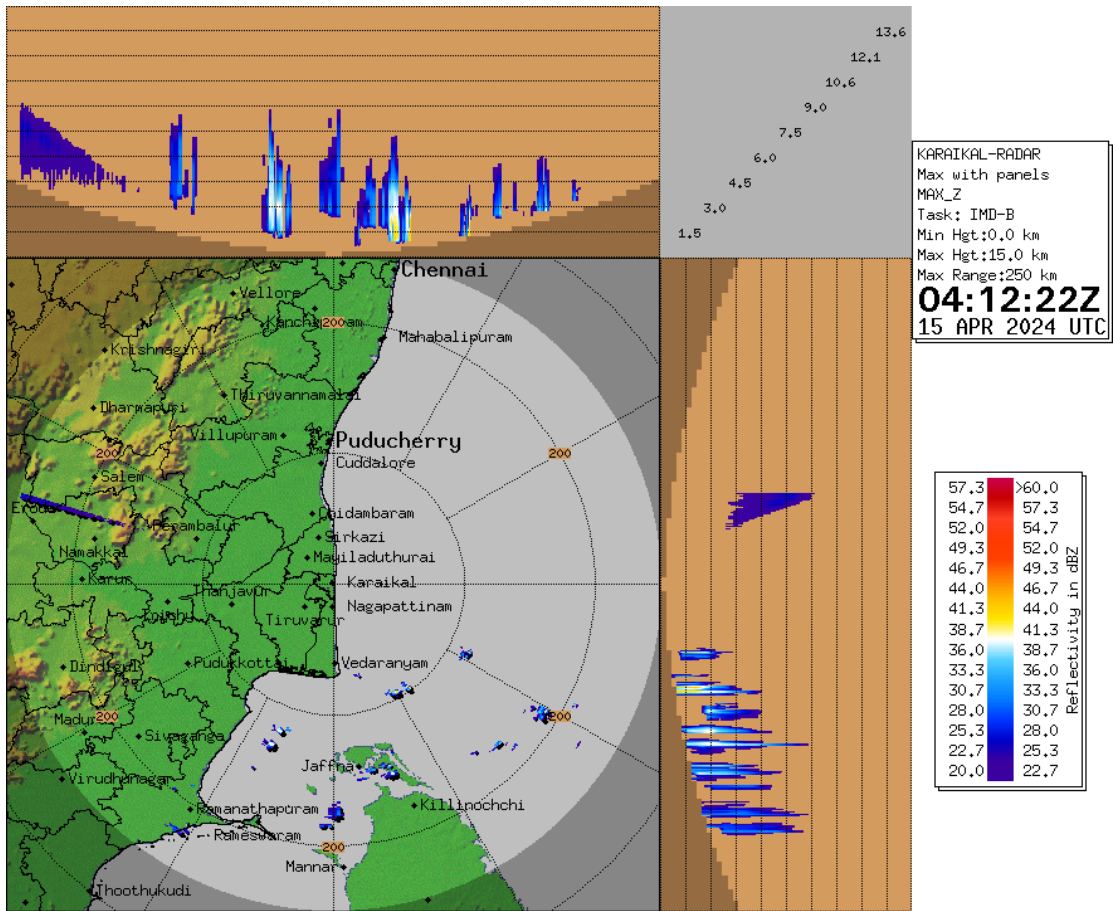 13.6
12.1
10.6
9.0
7.5
6.0
4.5
3.0
1.5
KARAIKAL-RADAR
Max with panels
MAX_Z
Task: IMD-B
Min Hgt:0.0 km
Max Hgt:15.0 km
Max Range:250 km
04:12:22Z
15 APR 2024 UTC
Chennai
Vellore
200
Mahabalipuram
Krishnagiri
Thiruvannamalai
Dharmapuri
Villupuram
Puducherry
200
200
Cuddalore
Salem
Erode
Chidambaram
Perambalur
Sirkazi
Namakkal
Mayiladuthurai
Karur
Karaikal
Thanjavur
Nagapattinam
Tiruvarur
Dindigul
Pudukkottai
Vedaranyam
200
200
Sivaganga
Jaffna
Virudhunagar
Ramanathapuram
Killinochchi
Rameswaram
200
Mannar
Thoothukudi
57.3 >60.0
54.7 57.3
52.0 54.7
49.3 52.0
46.7 49.3
44.0 46.7
41.3 44.0
38.7 41.3
36.0 38.7
33.3 36.0
30.7 33.3
28.0 30.7
25.3 28.0
22.7 25.3
20.0 22.7
Reflectivity in dBZ